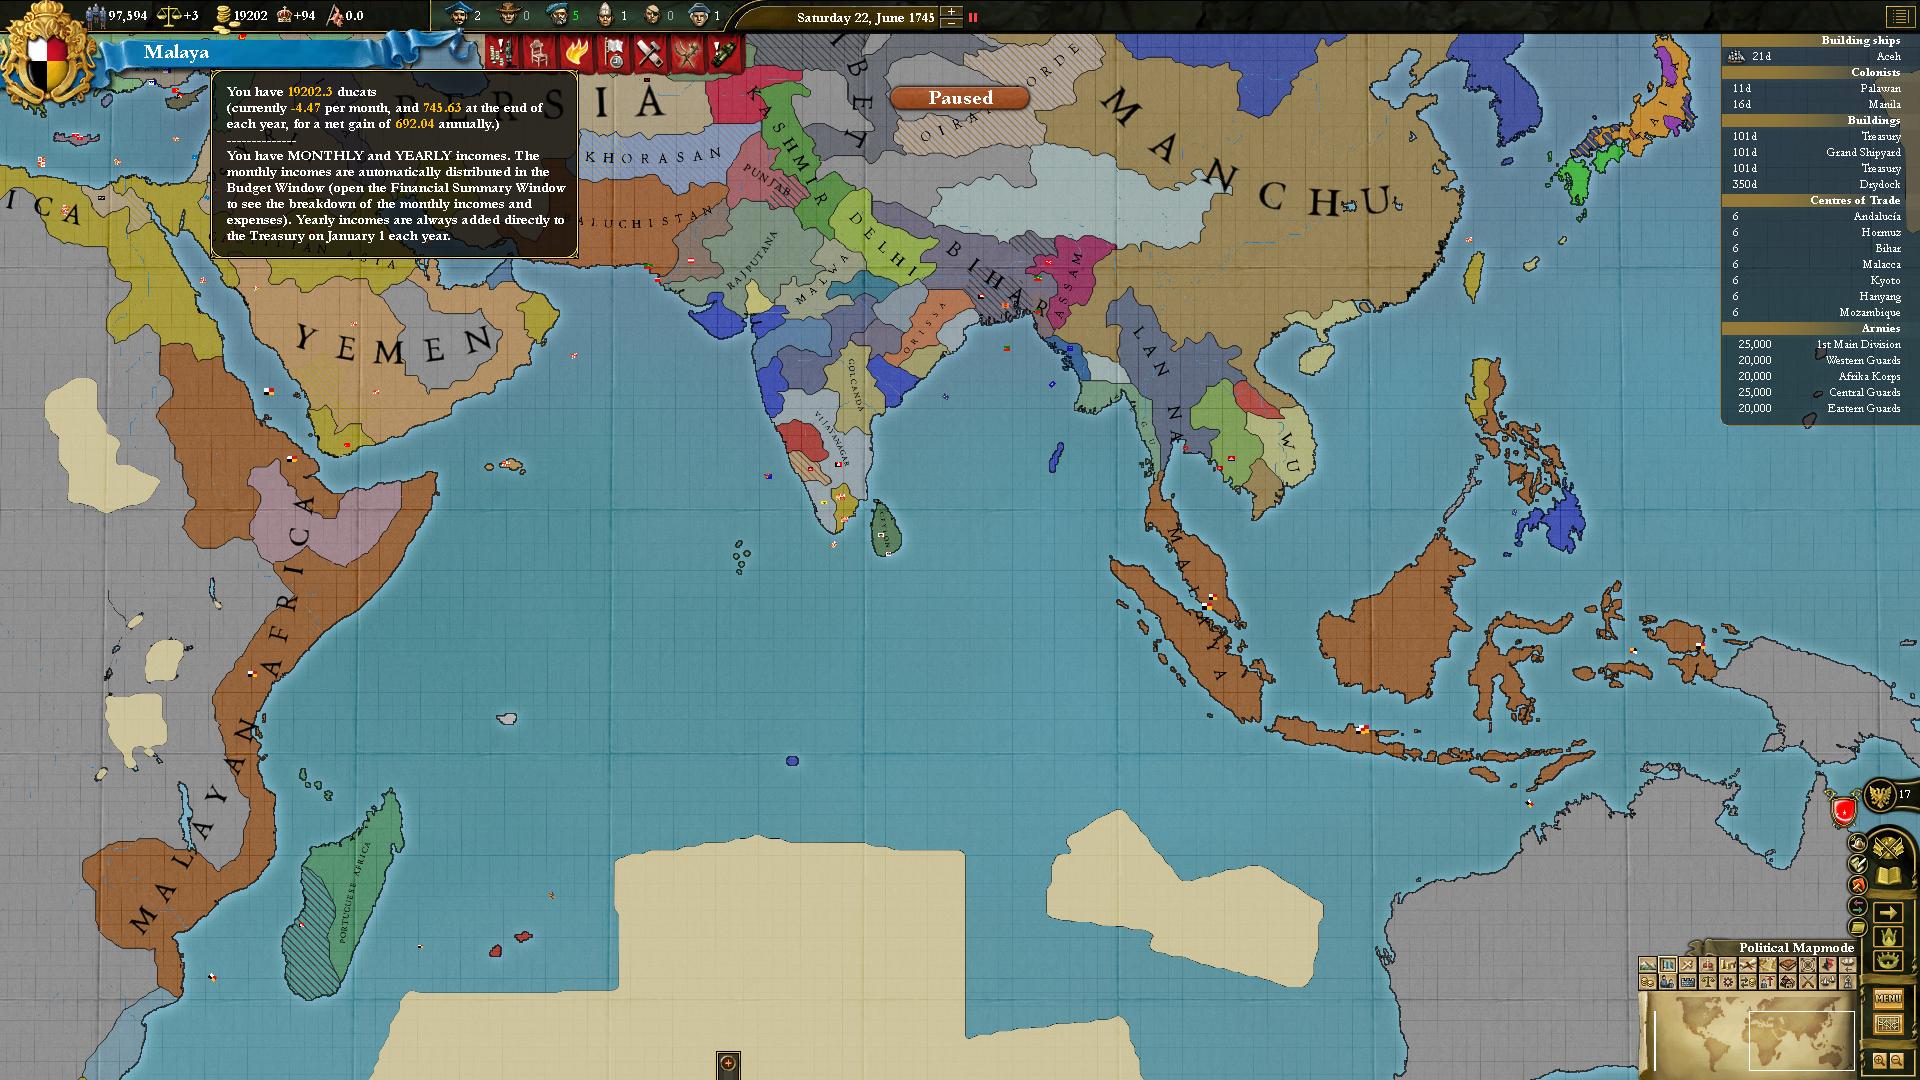 97,594 +3 19202 +94 0.0 2 0 5 1 0 1
Saturday 22, June 1745
Malaya
You have 19202.3 ducats
(currently -4.47 per month, and 745.63 at the end of
each year, for a net gain of 692.04 annually.)
--------------
You have MONTHLY and YEARLY incomes. The
monthly incomes are automatically distributed in the
Budget Window (open the Financial Summary Window
to see the breakdown of the monthly incomes and
expenses). Yearly incomes are always added directly to
the Treasury on January 1 each year.
Paused
Building ships
21d Aceh
Colonists
11d Palawan
16d Manila
Buildings
101d Treasury
101d Grand Shipyard
101d Treasury
350d Drydock
Centres of Trade
6 Andalucía
6 Hormuz
6 Bihar
6 Malacca
6 Kyoto
6 Hanyang
6 Mozambique
Armies
25,000 1st Main Division
20,000 Western Guards
20,000 Afrika Korps
25,000 Central Guards
20,000 Eastern Guards
MANCHU
KHORASAN
KASHMIR
PUNJAB
DELHI
RAJPUTANA
MALWA
BIHAR
ASSAM
ORISSA
GOLCANDA
VIJAYANAGAR
CEYLON
LAN NA
WU
YEMEN
MALAYA
MALAYAN AFRICA
PORTUGUESE AFRICA
17
Political Mapmode
MENU